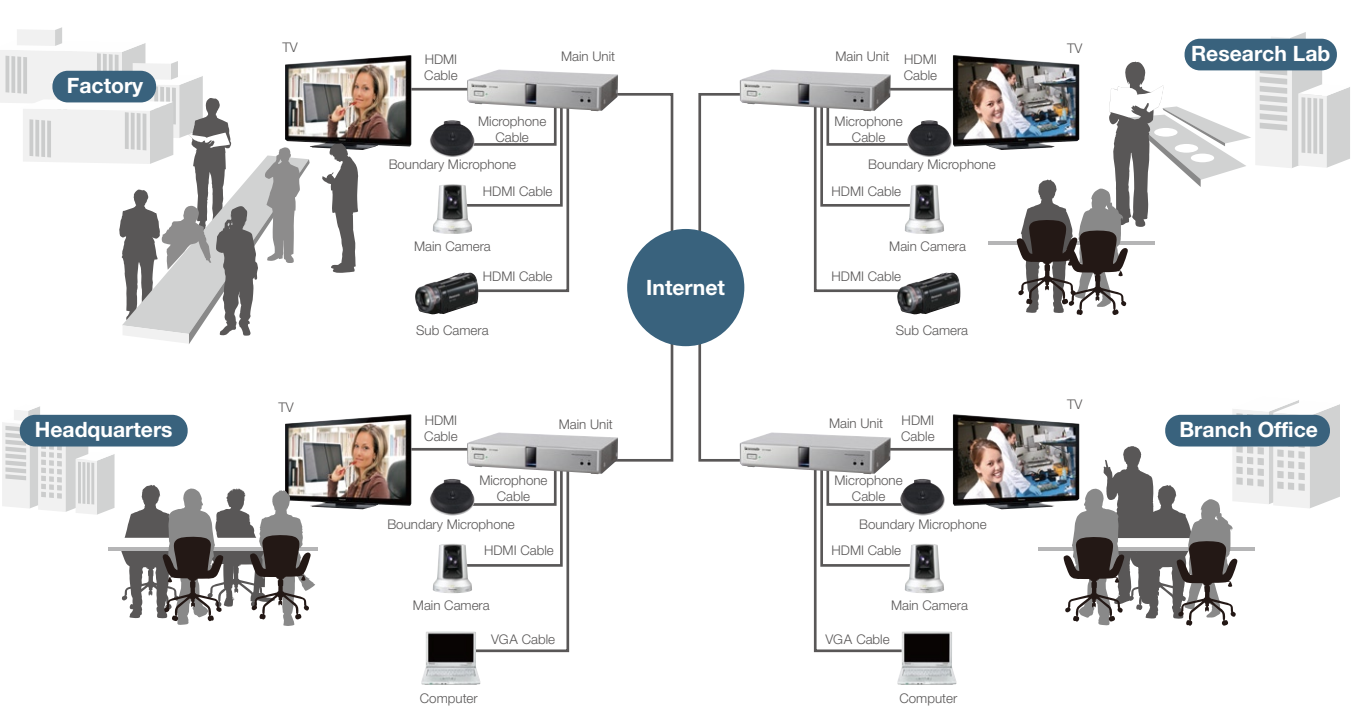 Factory
TV
HDMI
Cable
Main Unit
Microphone
Cable
Boundary Microphone
HDMI Cable
Main Camera
HDMI Cable
Sub Camera
Research Lab
TV
HDMI
Cable
Main Unit
Microphone
Cable
Boundary Microphone
HDMI Cable
Main Camera
HDMI Cable
Sub Camera
Internet
Headquarters
TV
HDMI
Cable
Main Unit
Microphone
Cable
Boundary Microphone
HDMI Cable
Main Camera
VGA Cable
Computer
Branch Office
TV
HDMI
Cable
Main Unit
Microphone
Cable
Boundary Microphone
HDMI Cable
Main Camera
VGA Cable
Computer